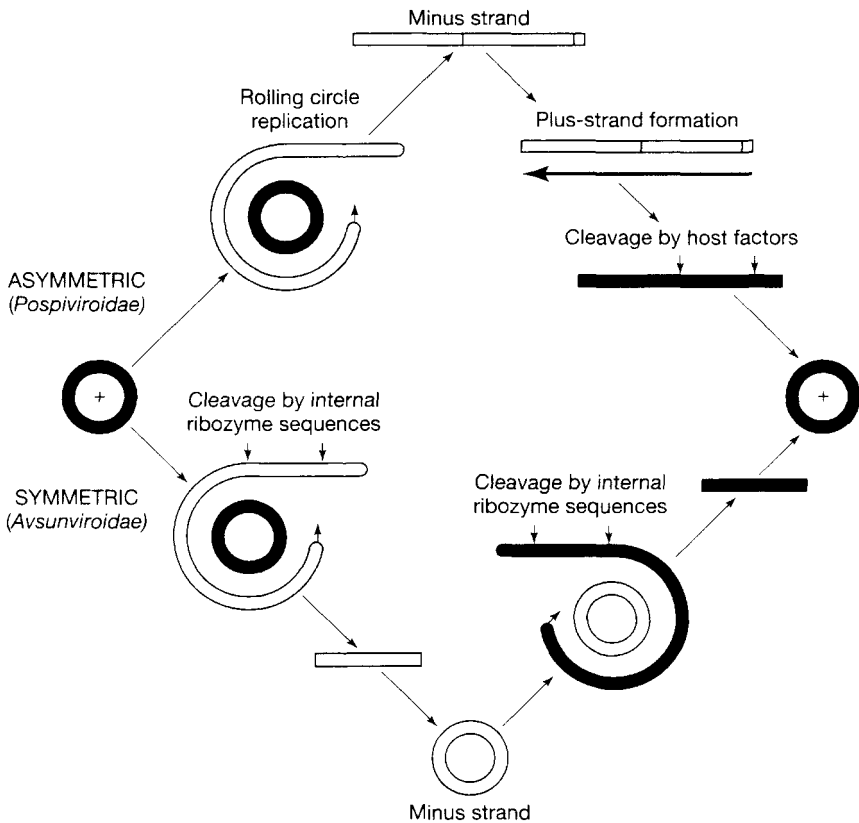 Minus strand
Rolling circle
replication
Plus-strand formation
Cleavage by host factors
ASYMMETRIC
(Pospiviroidae)
+
+
Cleavage by internal
ribozyme sequences
SYMMETRIC
(Avsunviroidae)
Cleavage by internal
ribozyme sequences
Minus strand